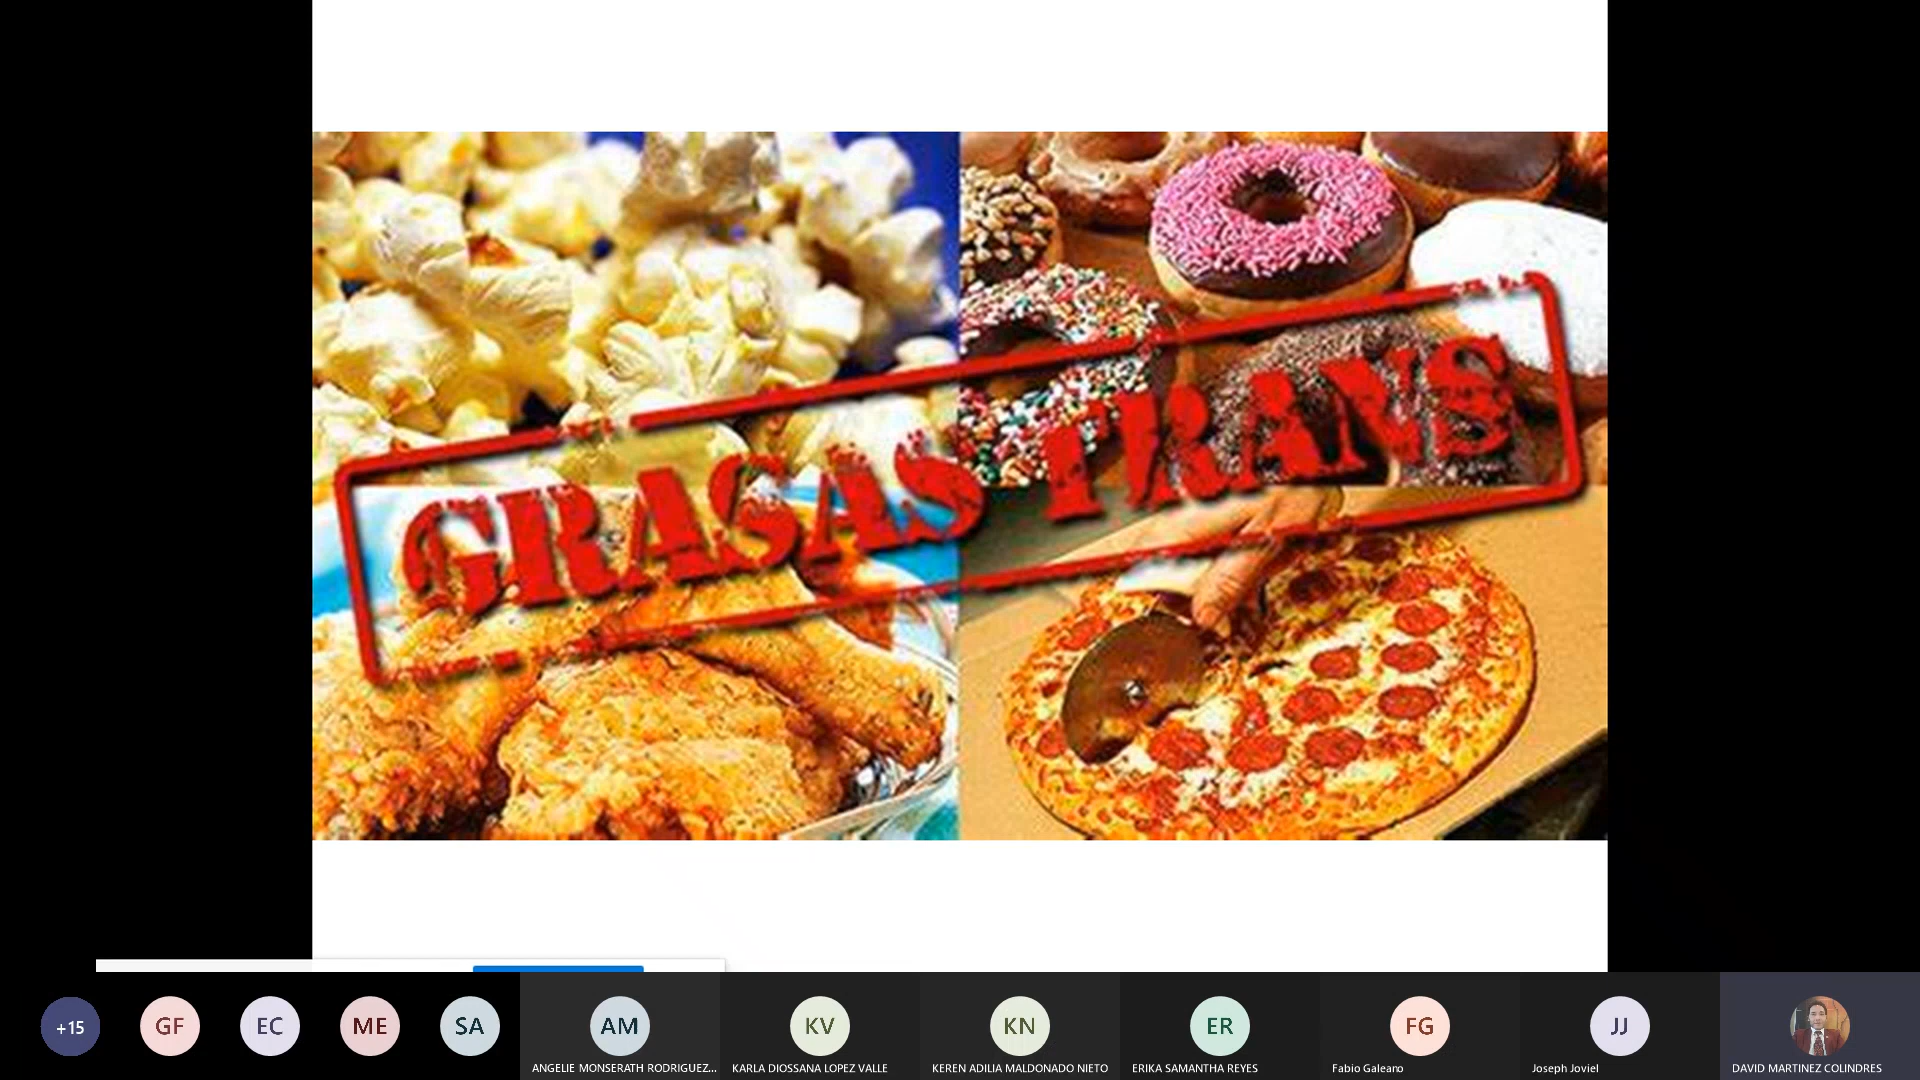 GRASAS TRANS
+15
GF
EC
ME
SA
AM
KV
KN
ER
FG
JJ
ANGELIE MONSERATH RODRIGUEZ...
KARLA DIOSSANA LOPEZ VALLE
KEREN ADILIA MALDONADO NIETO
ERIKA SAMANTHA REYES
Fabio Galeano
Joseph Joviel
DAVID MARTINEZ COLINDRES